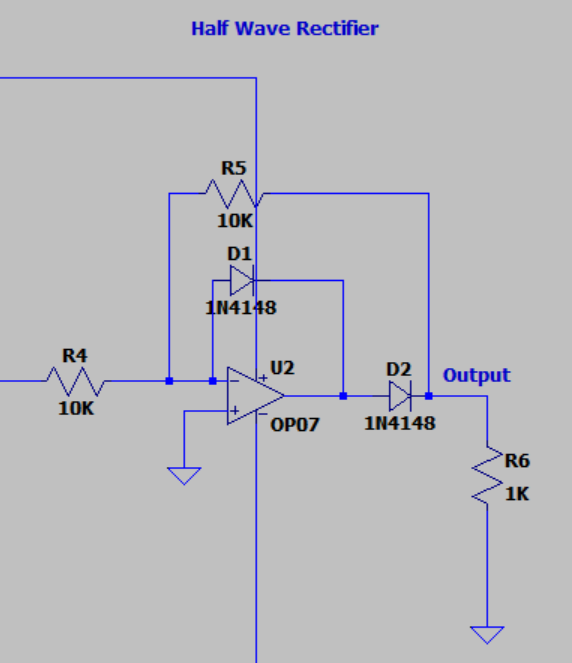 Half Wave Rectifier
R5
10K
D1
1N4148
R4
10K
U2
OP07
D2
1N4148
Output
R6
1K